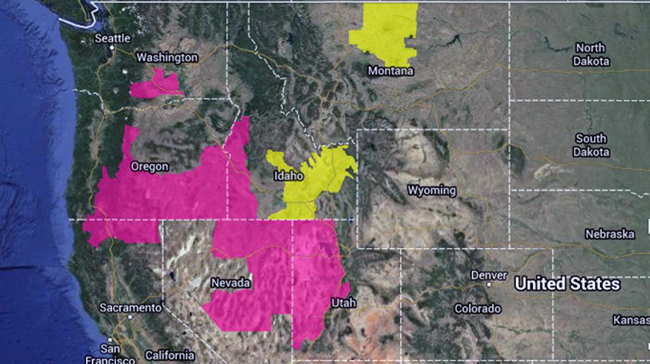 Seattle
Washington
Montana
North
Dakota
South
Dakota
Oregon
Idaho
Wyoming
Nebraska
Nevada
Utah
Denver
United States
Colorado
Sacramento
Kansas
San
Francisco
California